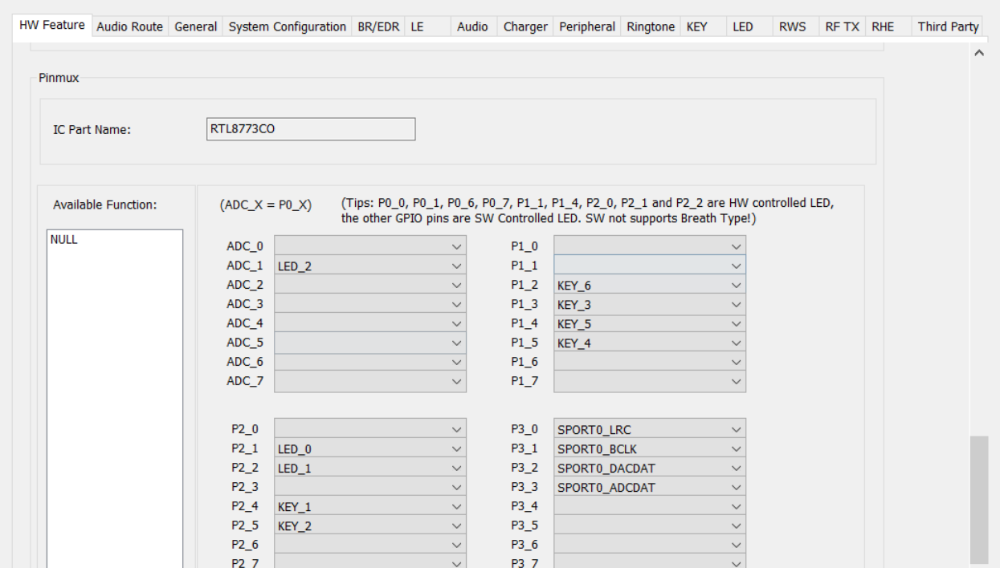 HW Feature Audio Route General System Configuration BR/EDR LE Audio Charger Peripheral Ringtone KEY LED RWS RF TX RHE Third Party
Pinmux
IC Part Name: RTL8773CO
Available Function:
NULL
(ADC_X = P0_X)
(Tips: P0_0, P0_1, P0_6, P0_7, P1_1, P1_4, P2_0, P2_1 and P2_2 are HW controlled LED,
the other GPIO pins are SW Controlled LED. SW not supports Breath Type!)
ADC_0
ADC_1 LED_2
ADC_2
ADC_3
ADC_4
ADC_5
ADC_6
ADC_7
P1_0
P1_1
P1_2 KEY_6
P1_3 KEY_3
P1_4 KEY_5
P1_5 KEY_4
P1_6
P1_7
P2_0
P2_1 LED_0
P2_2 LED_1
P2_3
P2_4 KEY_1
P2_5 KEY_2
P2_6
P2_7
P3_0 SPORT0_LRC
P3_1 SPORT0_BCLK
P3_2 SPORT0_DACDAT
P3_3 SPORT0_ADCDAT
P3_4
P3_5
P3_6
P3_7